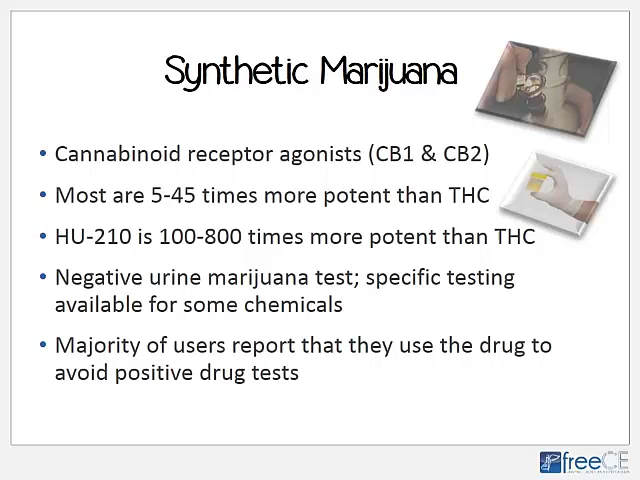 Synthetic Marijuana
• Cannabinoid receptor agonists (CB1 & CB2)
• Most are 5-45 times more potent than THC
• HU-210 is 100-800 times more potent than THC
• Negative urine marijuana test; specific testing
available for some chemicals
• Majority of users report that they use the drug to
avoid positive drug tests
freeCE